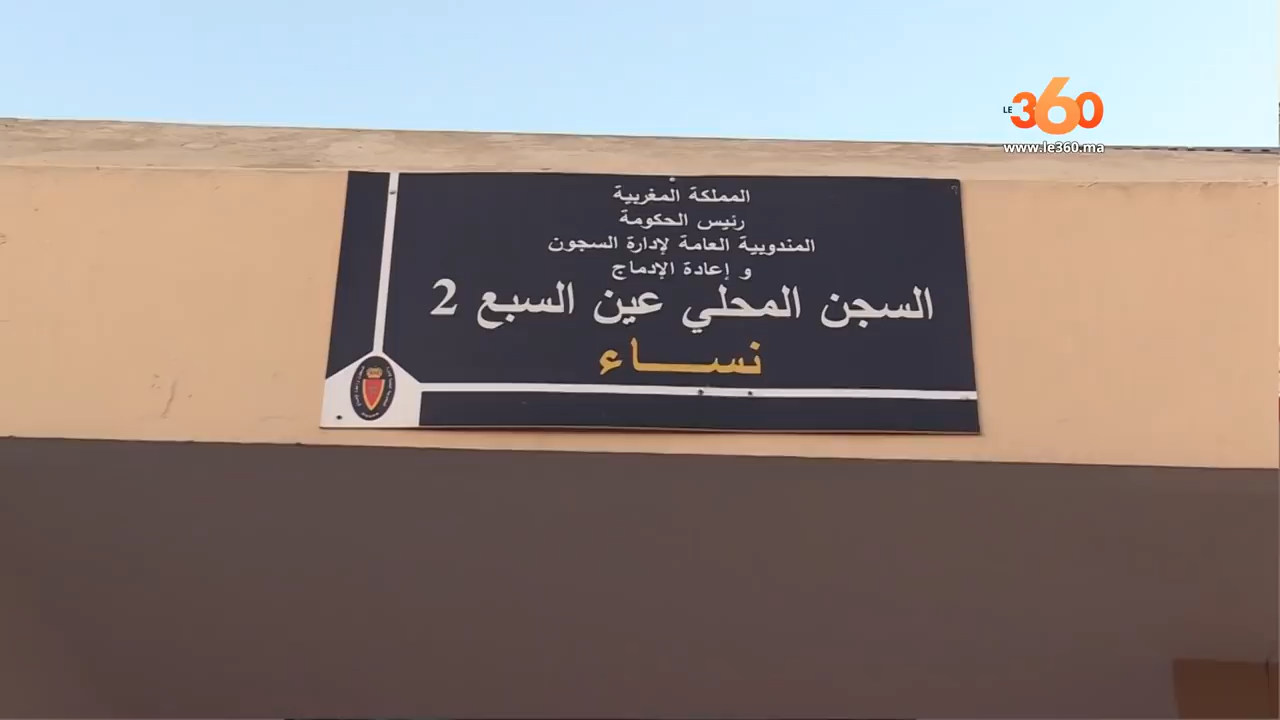 LE 360
www.le360.ma
المملكة المغربية
رئيس الحكومة
المندوبية العامة لإدارة السجون
و إعادة الإدماج
السجن المحلي عين السبع 2
نســـاء